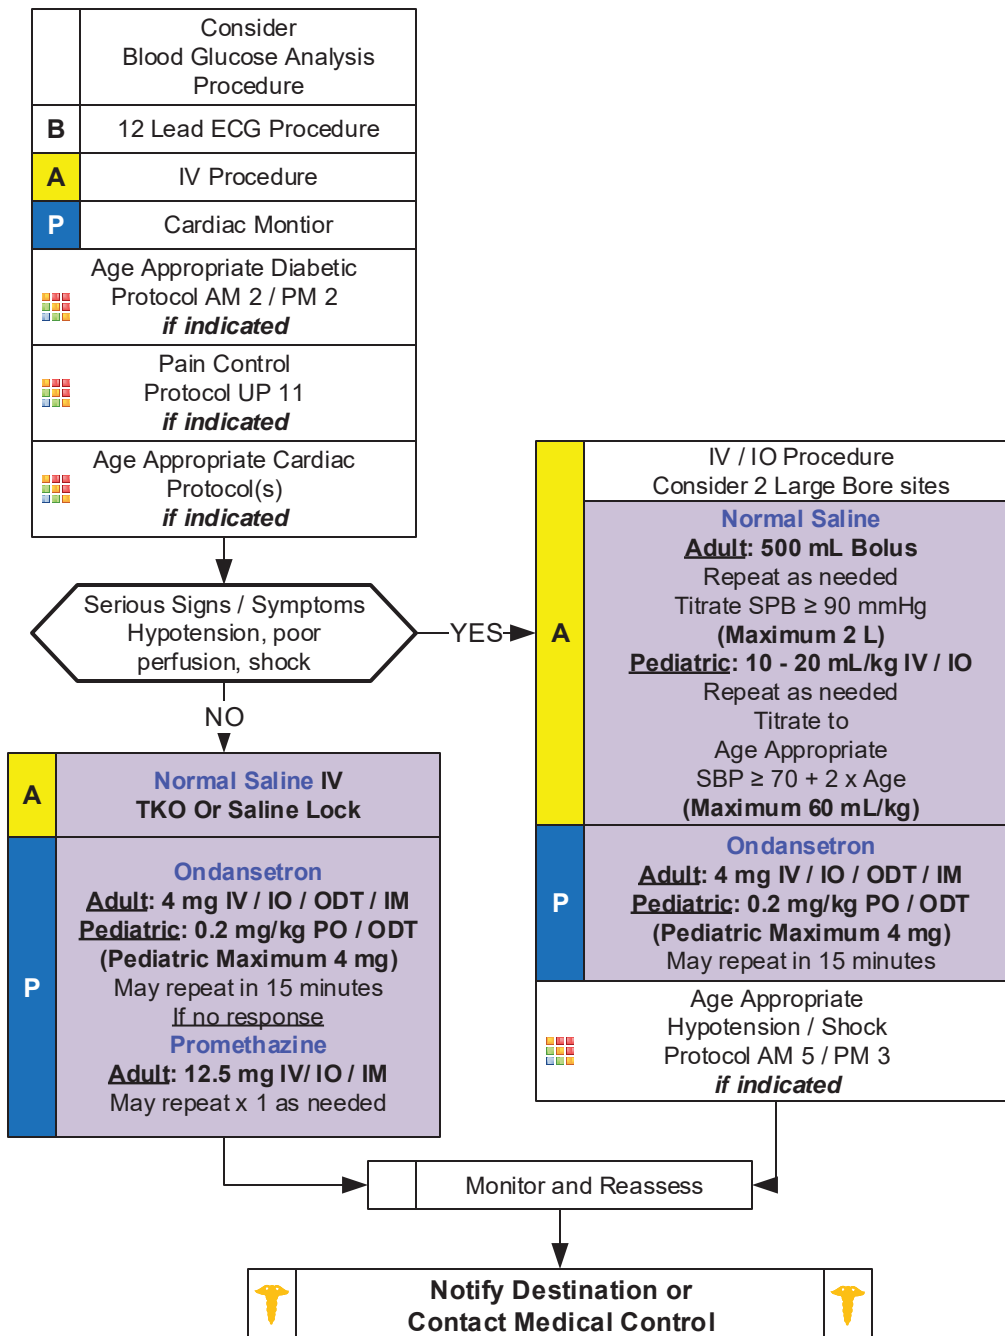 Consider
Blood Glucose Analysis
Procedure
B
12 Lead ECG Procedure
A
IV Procedure
P
Cardiac Montior
Age Appropriate Diabetic
Protocol AM 2 / PM 2
if indicated
Pain Control
Protocol UP 11
if indicated
Age Appropriate Cardiac
Protocol(s)
if indicated
Serious Signs / Symptoms
Hypotension, poor
perfusion, shock
YES
NO
A
Normal Saline IV
TKO Or Saline Lock
P
Ondansetron
Adult: 4 mg IV / IO / ODT / IM
Pediatric: 0.2 mg/kg PO / ODT
(Pediatric Maximum 4 mg)
May repeat in 15 minutes
If no response
Promethazine
Adult: 12.5 mg IV/ IO / IM
May repeat x 1 as needed
A
IV / IO Procedure
Consider 2 Large Bore sites
Normal Saline
Adult: 500 mL Bolus
Repeat as needed
Titrate SPB ≥ 90 mmHg
(Maximum 2 L)
Pediatric: 10 - 20 mL/kg IV / IO
Repeat as needed
Titrate to
Age Appropriate
SBP ≥ 70 + 2 x Age
(Maximum 60 mL/kg)
P
Ondansetron
Adult: 4 mg IV / IO / ODT / IM
Pediatric: 0.2 mg/kg PO / ODT
(Pediatric Maximum 4 mg)
May repeat in 15 minutes
Age Appropriate
Hypotension / Shock
Protocol AM 5 / PM 3
if indicated
Monitor and Reassess
Notify Destination or
Contact Medical Control